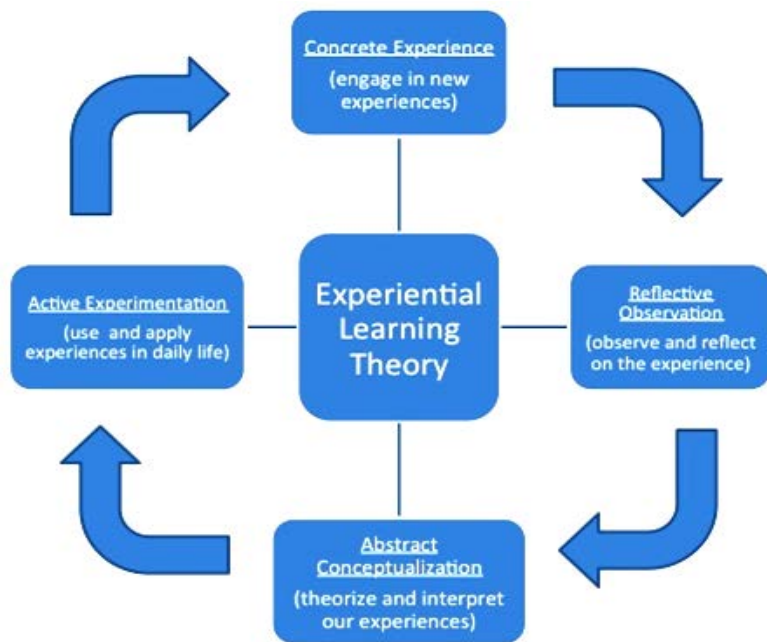 Concrete Experience
(engage in new
experiences)
Active Experimentation
(use and apply
experiences in daily life)
Experiential
Learning
Theory
Reflective
Observation
(observe and reflect
on the experience)
Abstract
Conceptualization
(theorize and interpret
our experiences)